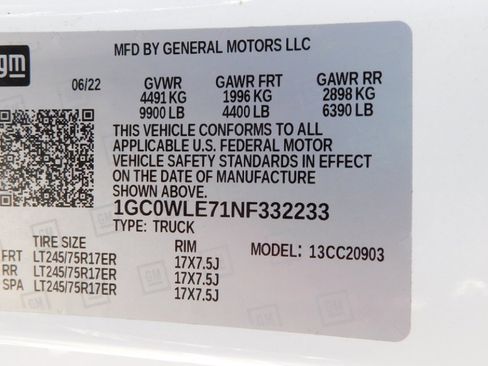 gm
MFD BY GENERAL MOTORS LLC
06/22 GVWR GAWR FRT GAWR RR
4491 KG 1996 KG 2898 KG
9900 LB 4400 LB 6390 LB
THIS VEHICLE CONFORMS TO ALL
APPLICABLE U.S. FEDERAL MOTOR
VEHICLE SAFETY STANDARDS IN EFFECT
ON THE DATE OF MANUFACTURE
SHOWN ABOVE.
1GC0WLE71NF332233
TYPE: TRUCK
TIRE SIZE RIM MODEL: 13CC20903
FRT LT245/75R17ER 17X7.5J
RR LT245/75R17ER 17X7.5J
SPA LT245/75R17ER 17X7.5J